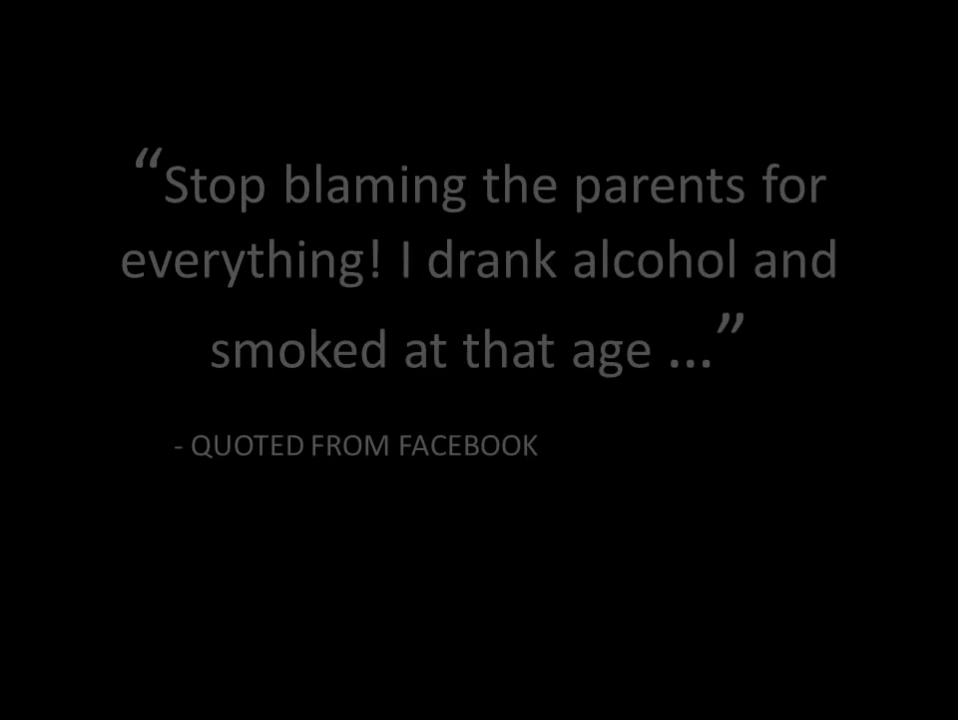 “Stop blaming the parents for
everything! I drank alcohol and
smoked at that age ...”
- QUOTED FROM FACEBOOK